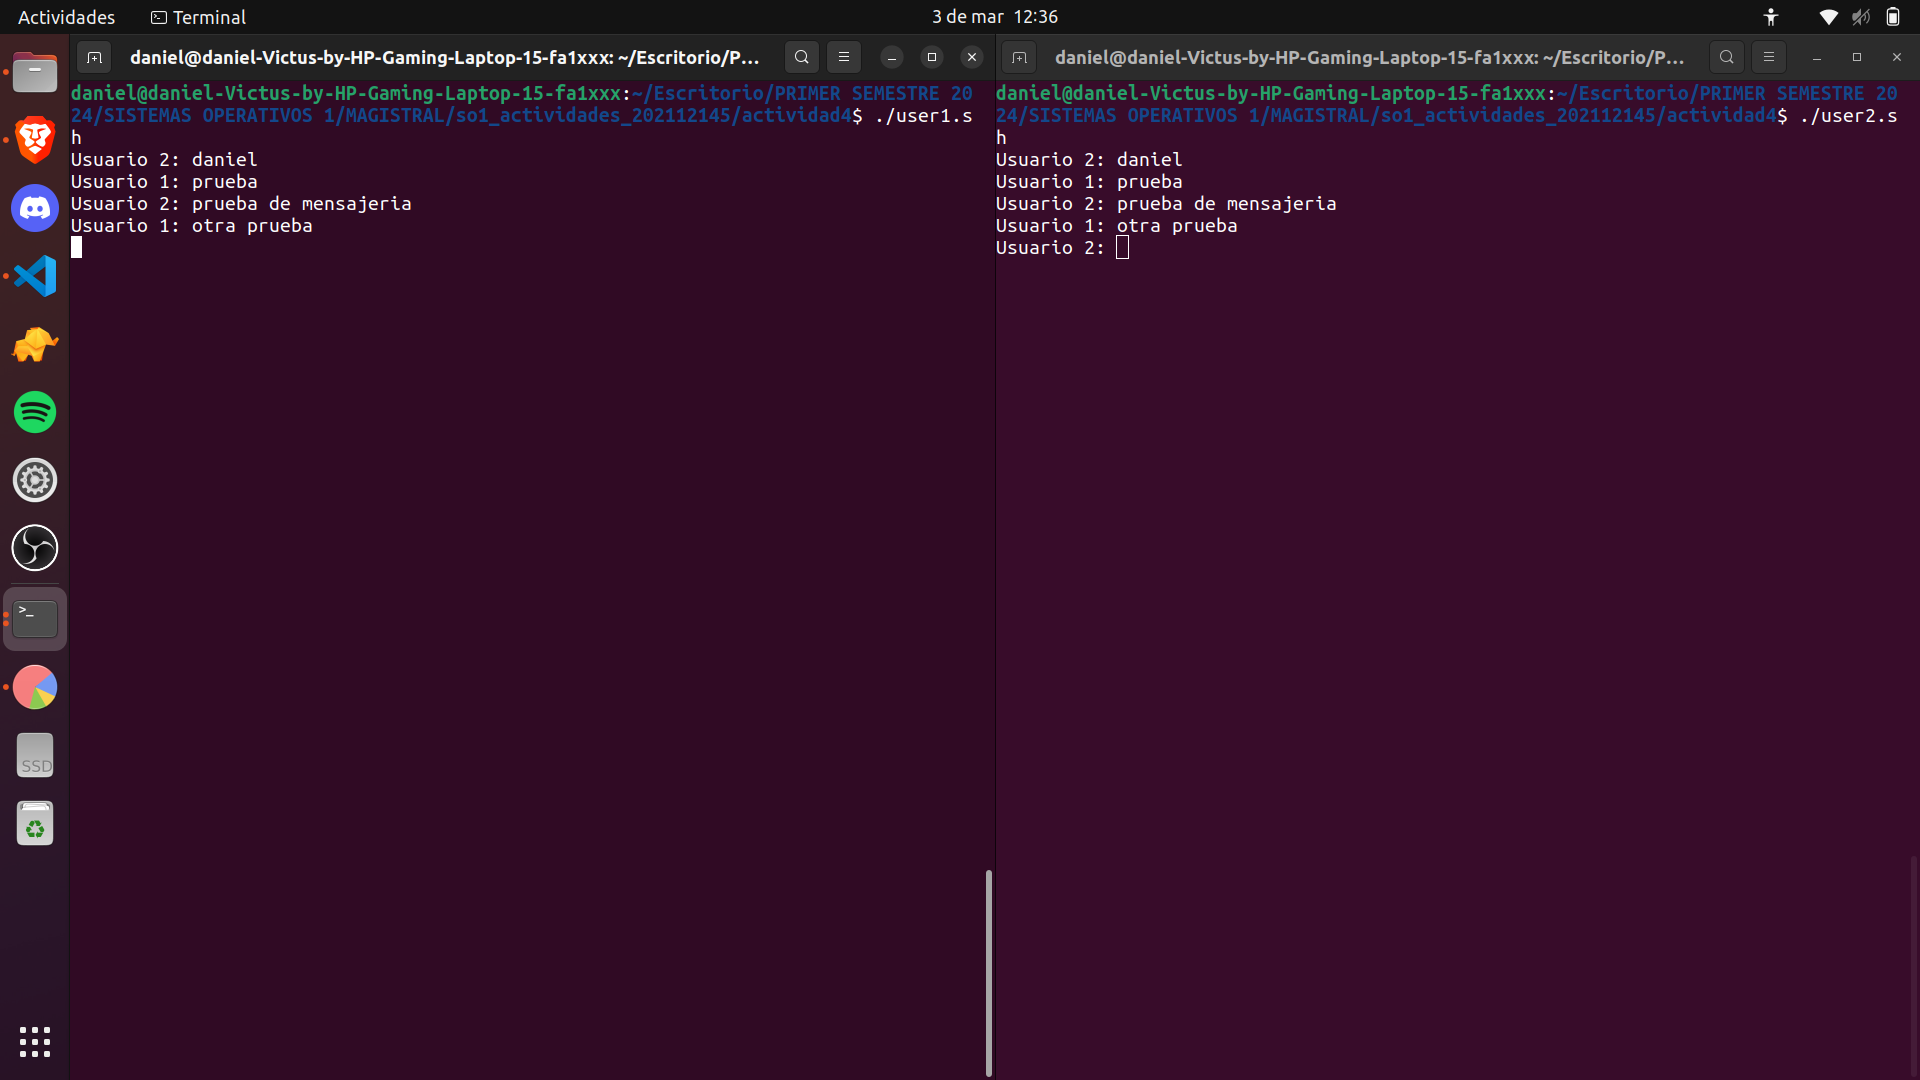 Actividades
Terminal
3 de mar 12:36
daniel@daniel-Victus-by-HP-Gaming-Laptop-15-fa1xxx: ~/Escritorio/P...
daniel@daniel-Victus-by-HP-Gaming-Laptop-15-fa1xxx:~/Escritorio/PRIMER SEMESTRE 20
24/SISTEMAS OPERATIVOS 1/MAGISTRAL/so1_actividades_202112145/actividad4$ ./user1.s
h
Usuario 2: daniel
Usuario 1: prueba
Usuario 2: prueba de mensajeria
Usuario 1: otra prueba
daniel@daniel-Victus-by-HP-Gaming-Laptop-15-fa1xxx: ~/Escritorio/P...
daniel@daniel-Victus-by-HP-Gaming-Laptop-15-fa1xxx:~/Escritorio/PRIMER SEMESTRE 20
24/SISTEMAS OPERATIVOS 1/MAGISTRAL/so1_actividades_202112145/actividad4$ ./user2.s
h
Usuario 2: daniel
Usuario 1: prueba
Usuario 2: prueba de mensajeria
Usuario 1: otra prueba
Usuario 2:
>_
SSD